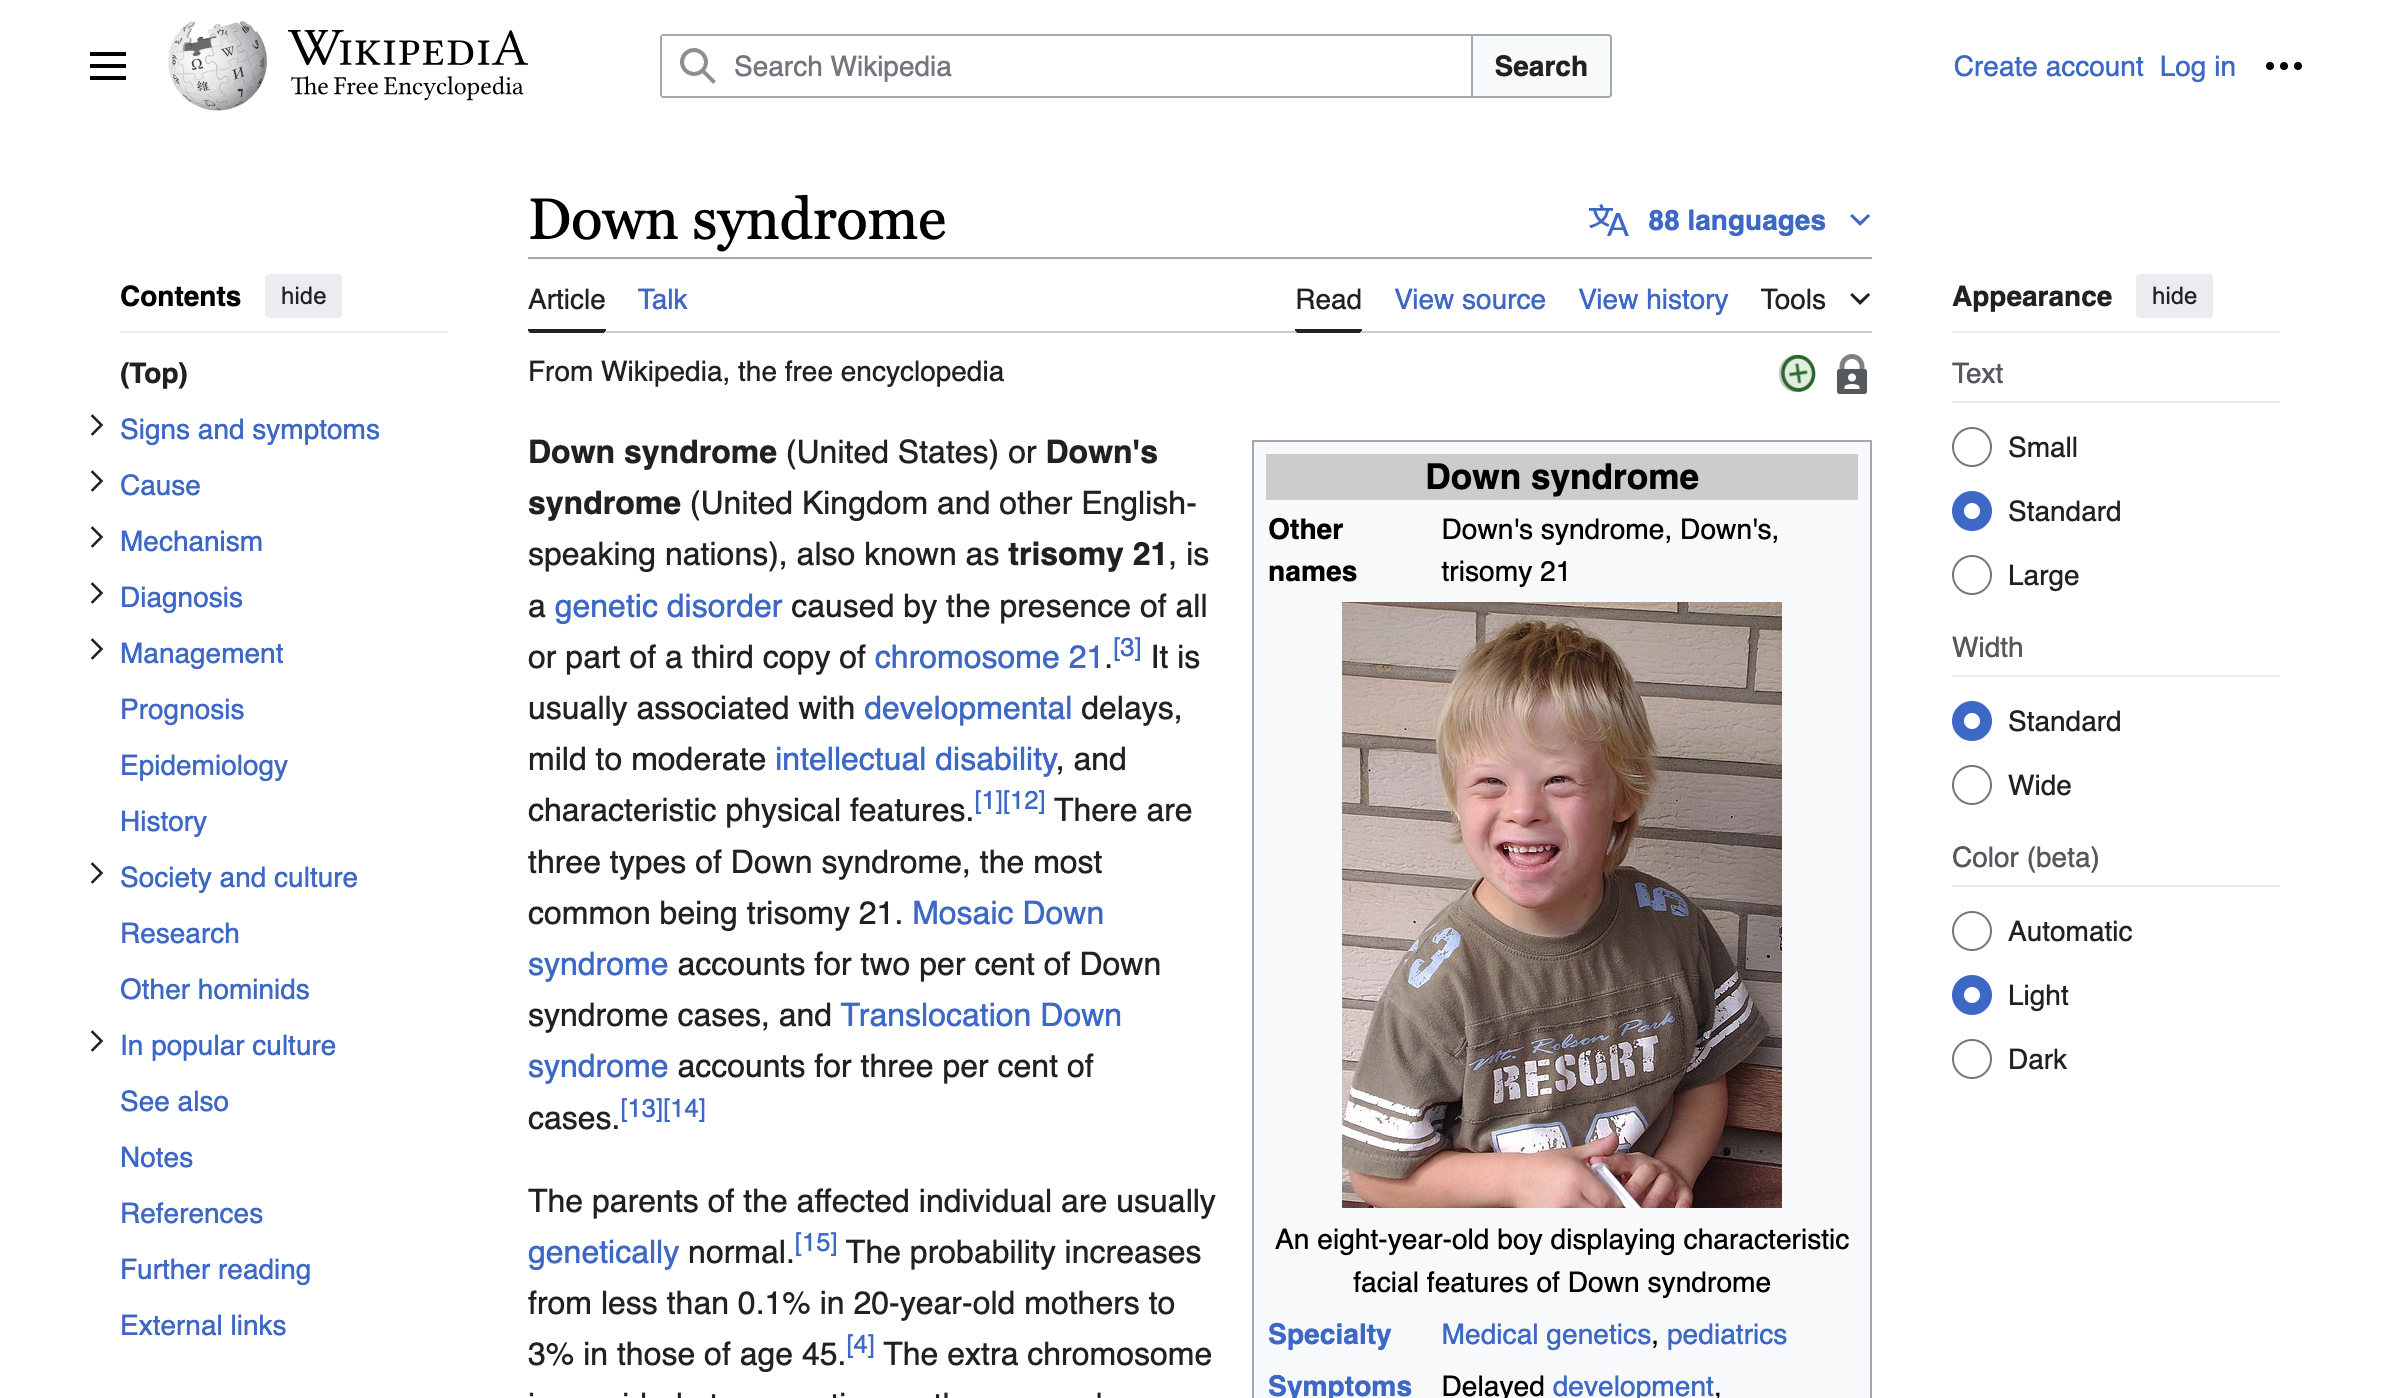 WIKIPEDIA
The Free Encyclopedia
Search Wikipedia
Search
Create account
Log in
Down syndrome
88 languages
Contents
hide
(Top)
Signs and symptoms
Cause
Mechanism
Diagnosis
Management
Prognosis
Epidemiology
History
Society and culture
Research
Other hominids
In popular culture
See also
Notes
References
Further reading
External links
Article
Talk
Read
View source
View history
Tools
From Wikipedia, the free encyclopedia
Down syndrome (United States) or Down's
syndrome (United Kingdom and other English-
speaking nations), also known as trisomy 21, is
a genetic disorder caused by the presence of all
or part of a third copy of chromosome 21.[3] It is
usually associated with developmental delays,
mild to moderate intellectual disability, and
characteristic physical features.[1][12] There are
three types of Down syndrome, the most
common being trisomy 21. Mosaic Down
syndrome accounts for two per cent of Down
syndrome cases, and Translocation Down
syndrome accounts for three per cent of
cases.[13][14]
The parents of the affected individual are usually
genetically normal.[15] The probability increases
from less than 0.1% in 20-year-old mothers to
3% in those of age 45.[4] The extra chromosome
Down syndrome
Other names
Down's syndrome, Down's,
trisomy 21
53
Mt. Robson Park
RESORT
An eight-year-old boy displaying characteristic
facial features of Down syndrome
Specialty
Medical genetics, pediatrics
Symptoms
Delayed development,
Appearance
hide
Text
Small
Standard
Large
Width
Standard
Wide
Color (beta)
Automatic
Light
Dark